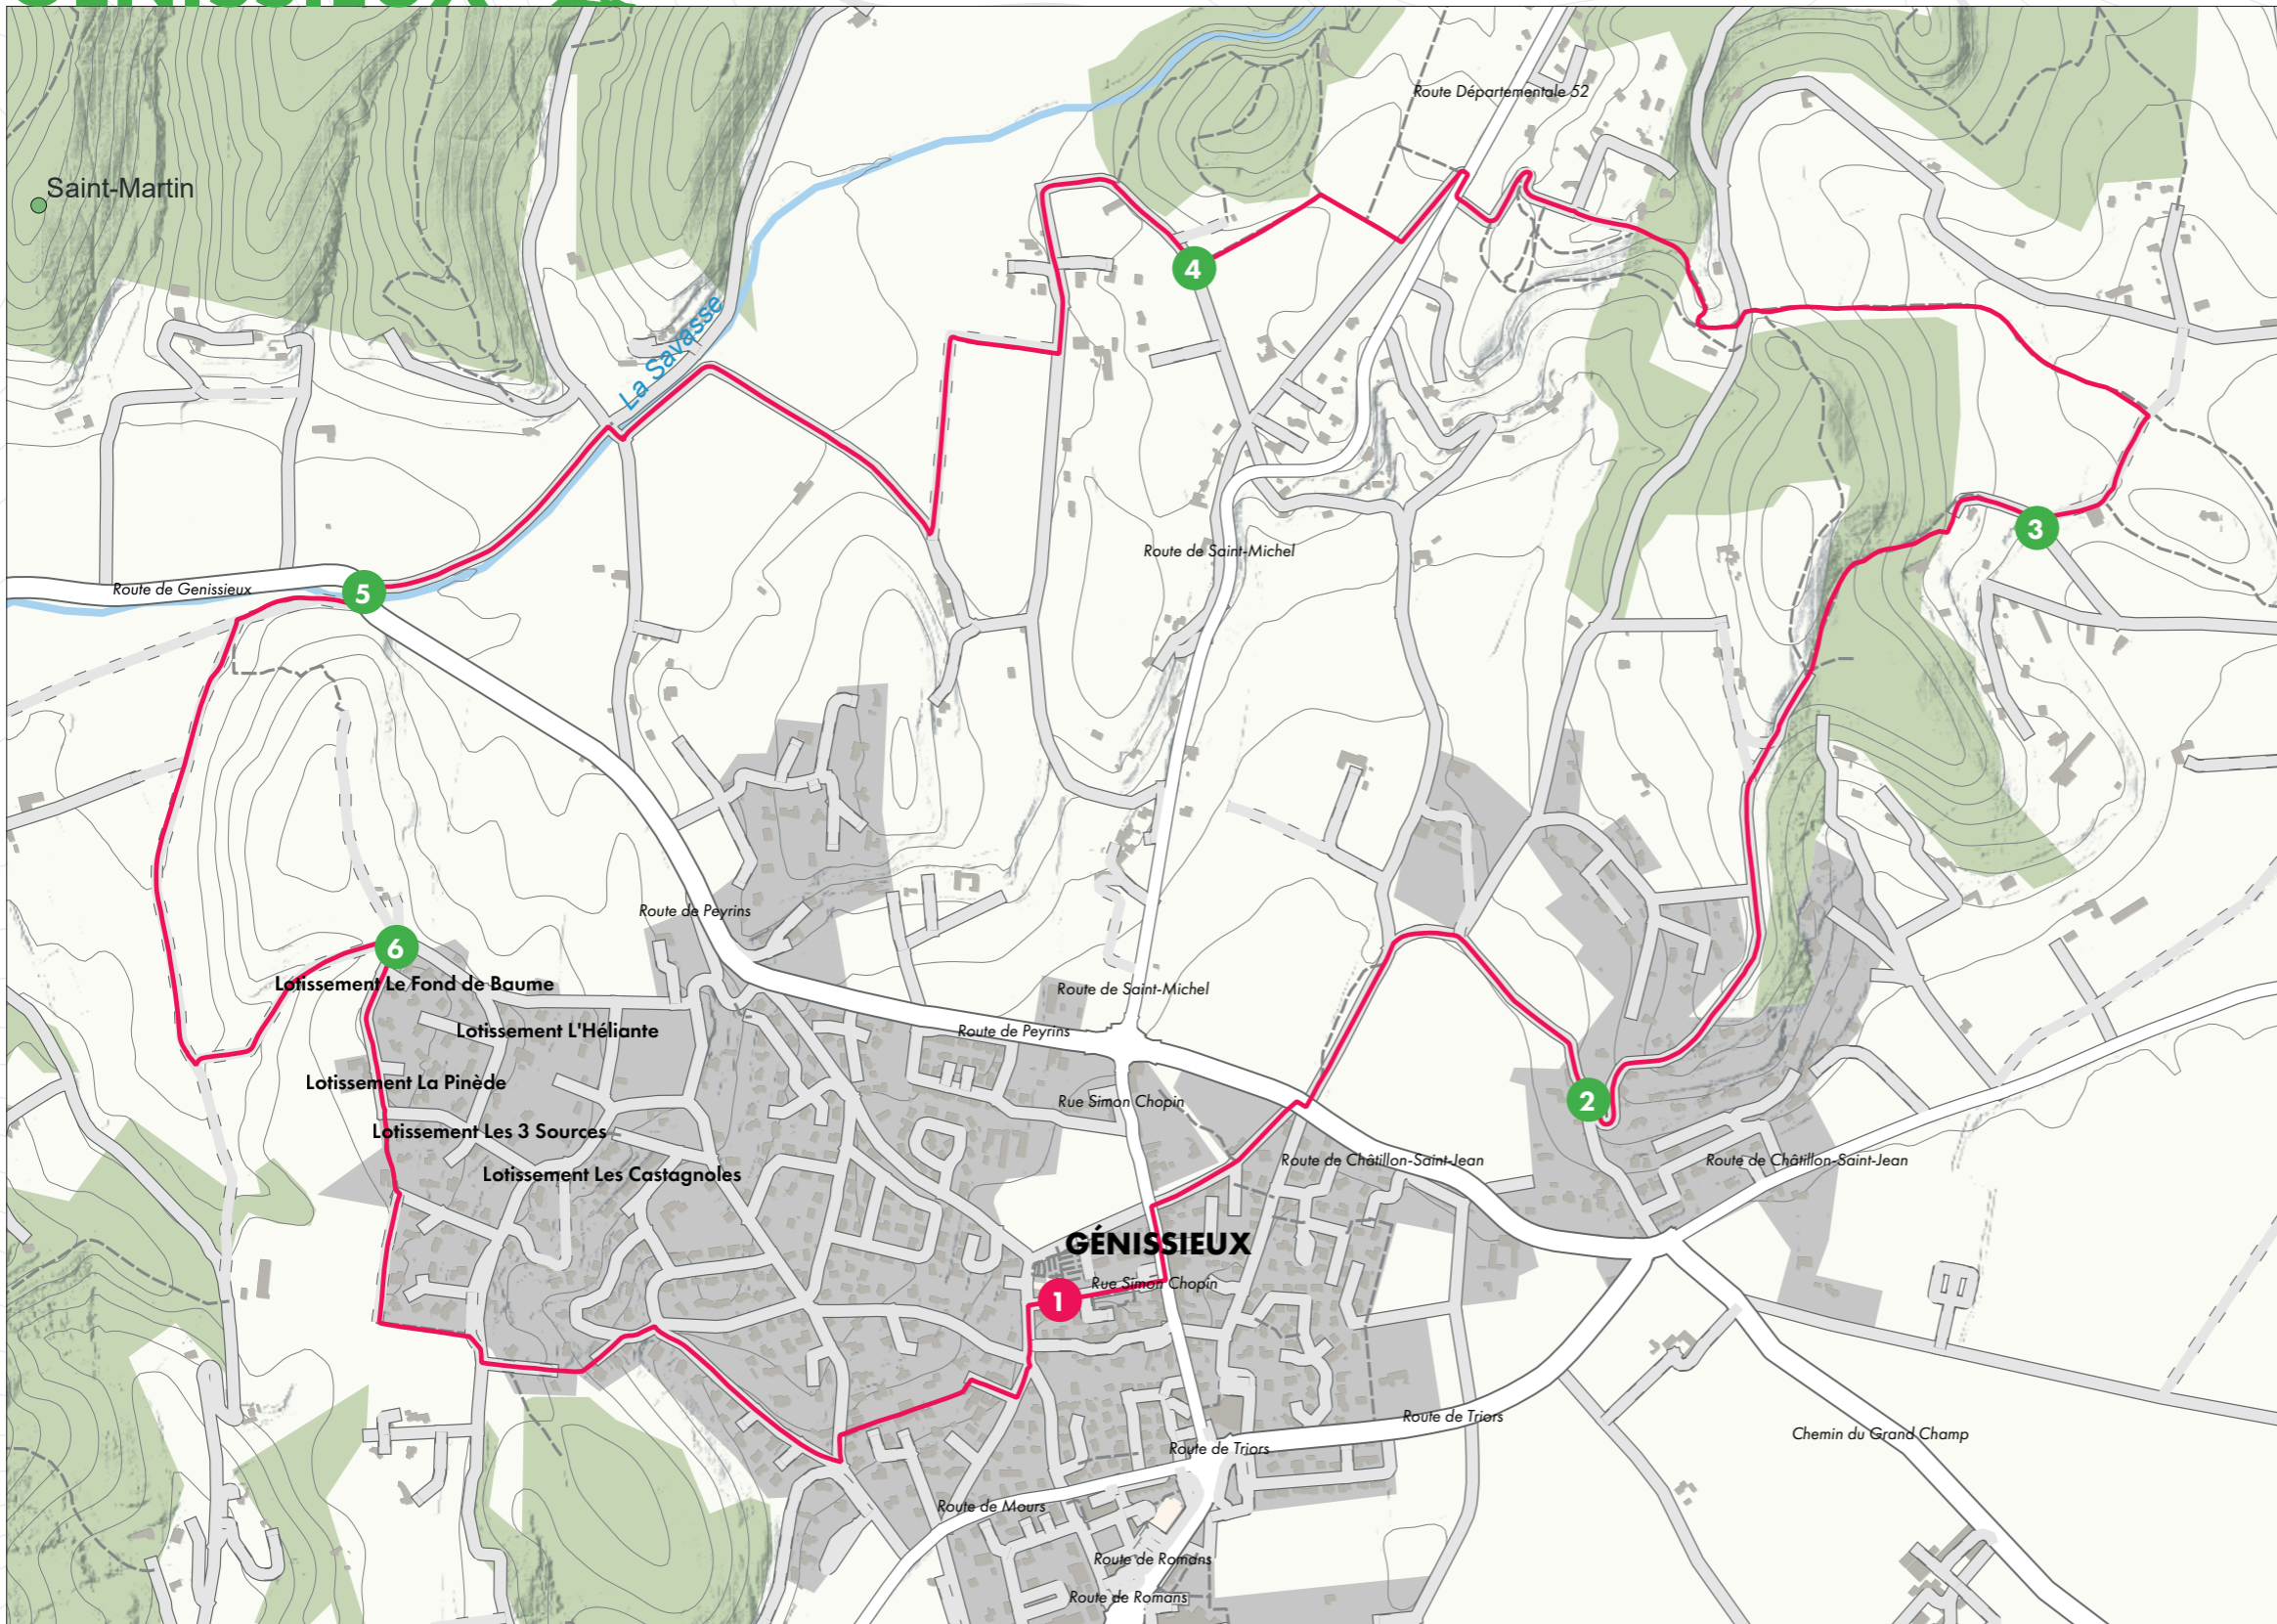 GÉNISSIEUX
Route Départementale 52
Saint-Martin
4
La Savasse
3
Route de Saint-Michel
Route de Genissieux
5
Route de Peyrins
6
Lotissement Le Fond de Baume
Route de Saint-Michel
Lotissement L'Héliante
Route de Peyrins
Lotissement La Pinède
Rue Simon Chopin
2
Lotissement Les 3 Sources
Route de Châtillon-Saint-Jean
Route de Châtillon-Saint-Jean
Lotissement Les Castagnoles
GÉNISSIEUX
Rue Simon Chopin
1
Route de Triors
Chemin du Grand Champ
Route de Triors
Route de Mours
Route de Romans
Route de Romans